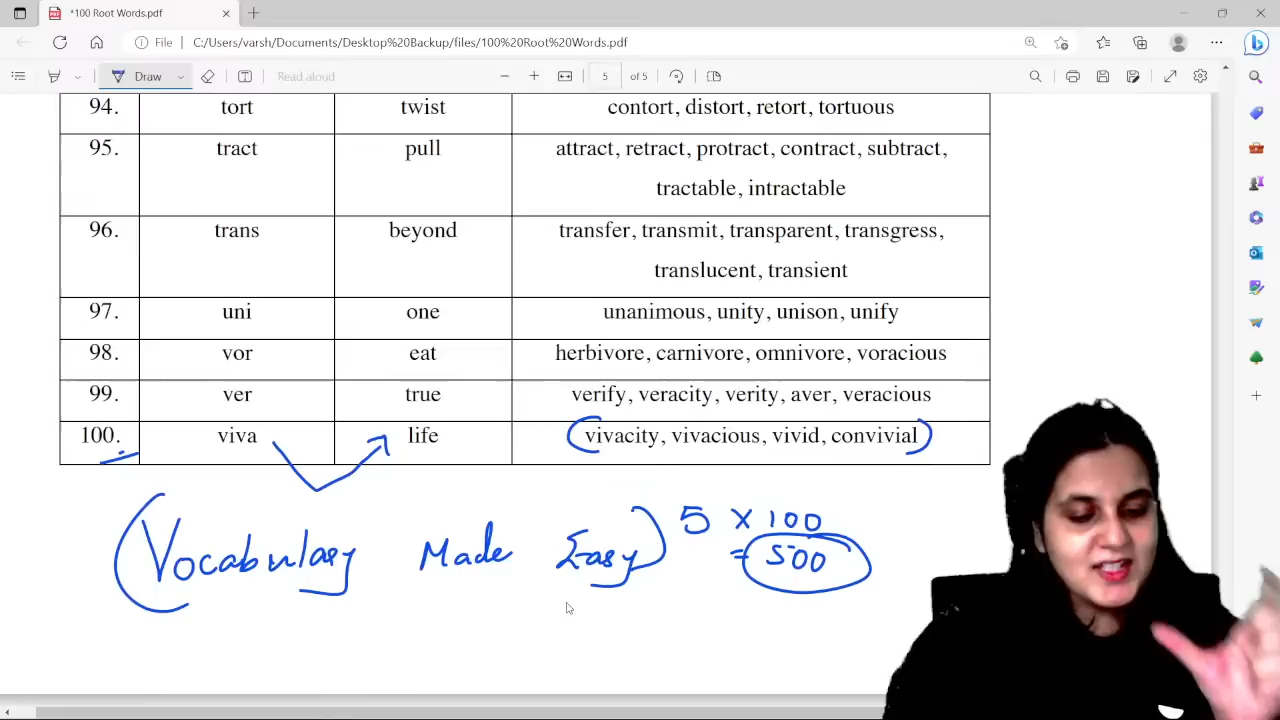 *100 Root Words.pdf
File
C:/Users/varsh/Documents/Desktop%20Backup/files/100%20Root%20Words.pdf
Draw
Read aloud
5 of 5
94. tort twist contort, distort, retort, tortuous
95. tract pull attract, retract, protract, contract, subtract,
tractable, intractable
96. trans beyond transfer, transmit, transparent, transgress,
translucent, transient
97. uni one unanimous, unity, unison, unify
98. vor eat herbivore, carnivore, omnivore, voracious
99. ver true verify, veracity, verity, aver, veracious
100. viva life vivacity, vivacious, vivid, convivial
(Vocabulary Made Easy) 5 × 100
= 500